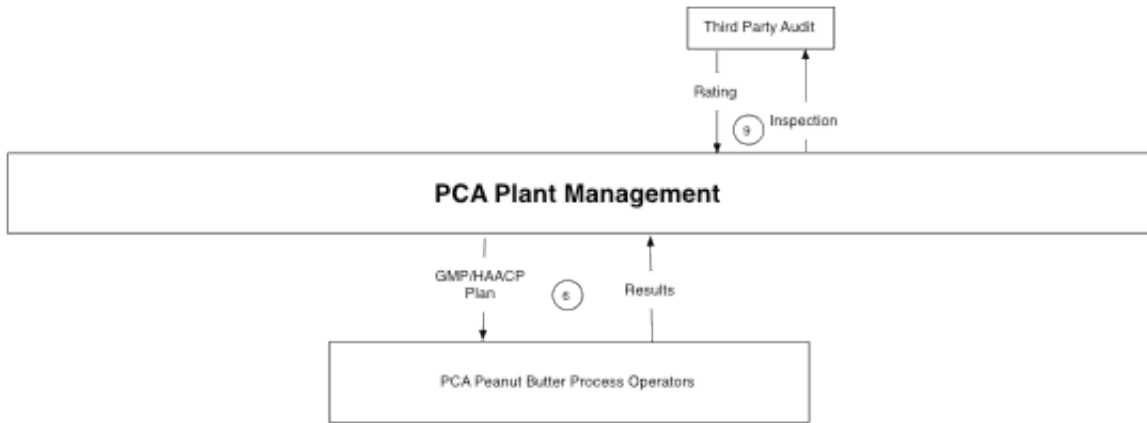 Third Party Audit
Rating
9
Inspection
PCA Plant Management
GMP/HAACP
Plan
6
Results
PCA Peanut Butter Process Operators